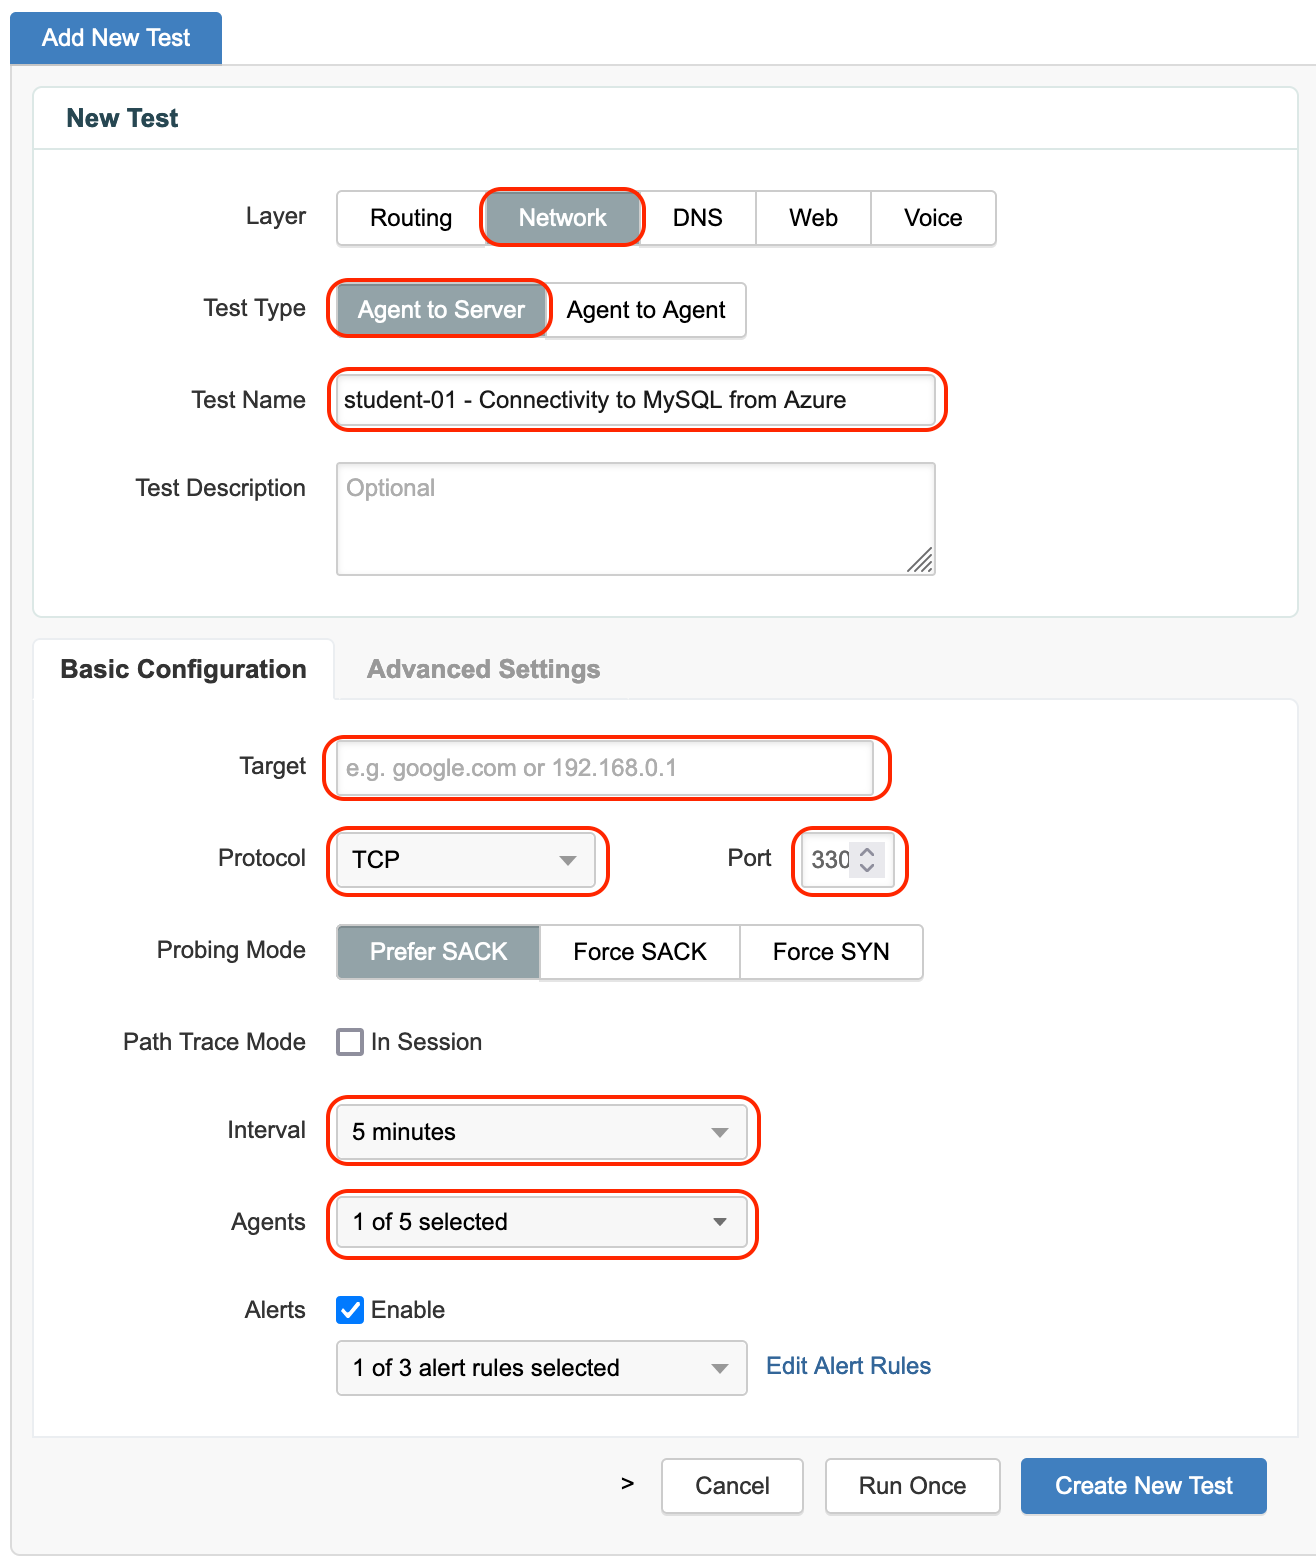 Add New Test
New Test
Layer Routing Network DNS Web Voice
Test Type Agent to Server Agent to Agent
Test Name student-01 - Connectivity to MySQL from Azure
Test Description Optional
Basic Configuration Advanced Settings
Target e.g. google.com or 192.168.0.1
Protocol TCP Port 330
Probing Mode Prefer SACK Force SACK Force SYN
Path Trace Mode In Session
Interval 5 minutes
Agents 1 of 5 selected
Alerts Enable
1 of 3 alert rules selected Edit Alert Rules
> Cancel Run Once Create New Test